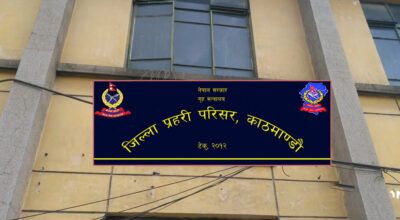 नेपाल सरकार
गृह मन्त्रालय
जिल्ला प्रहरी परिसर, काठमाण्डौ
टेकु, २०१२